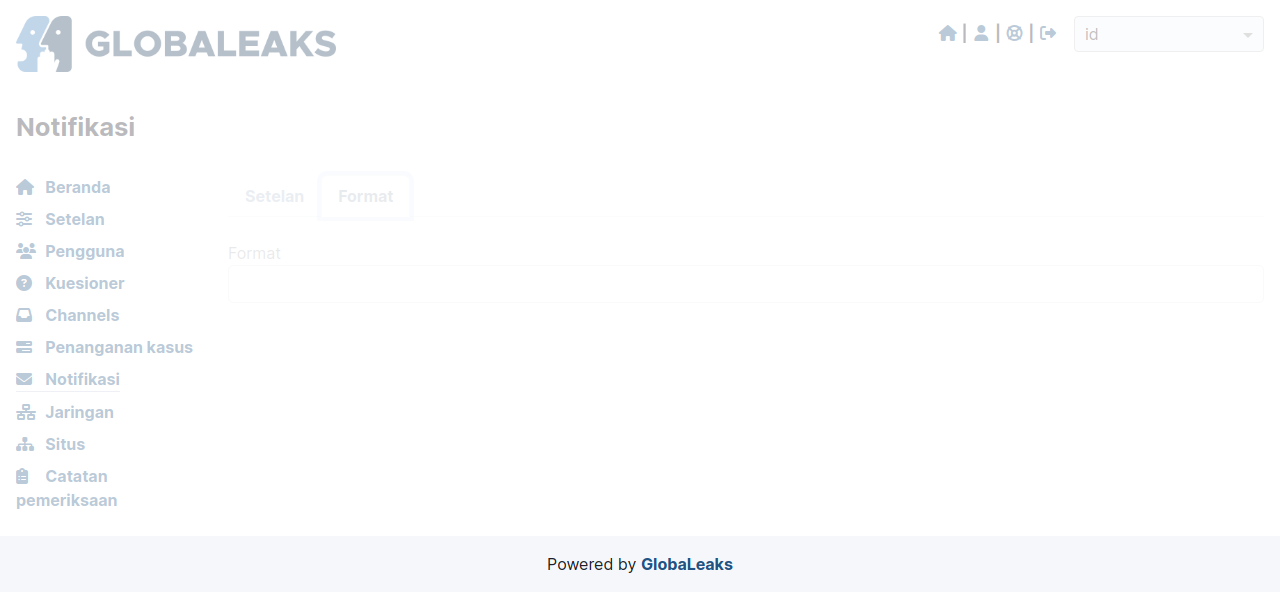 GLOBALEAKS
id
Notifikasi
Beranda
Setelan
Pengguna
Kuesioner
Channels
Penanganan kasus
Notifikasi
Jaringan
Situs
Catatan
pemeriksaan
Setelan Format
Format
Powered by GlobaLeaks